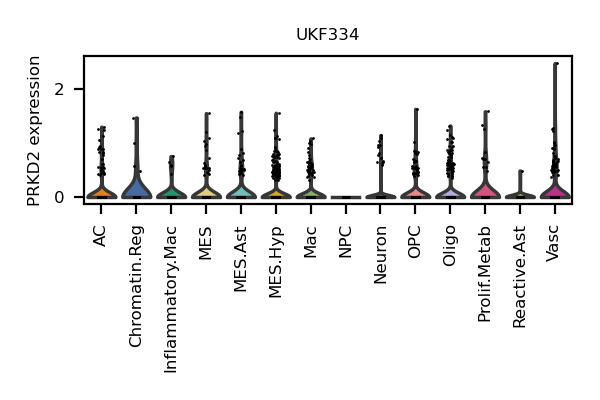 UKF334
PRKD2 expression
2
0
AC
Chromatin.Reg
Inflammatory.Mac
MES
MES.Ast
MES.Hyp
Mac
NPC
Neuron
OPC
Oligo
Prolif.Metab
Reactive.Ast
Vasc